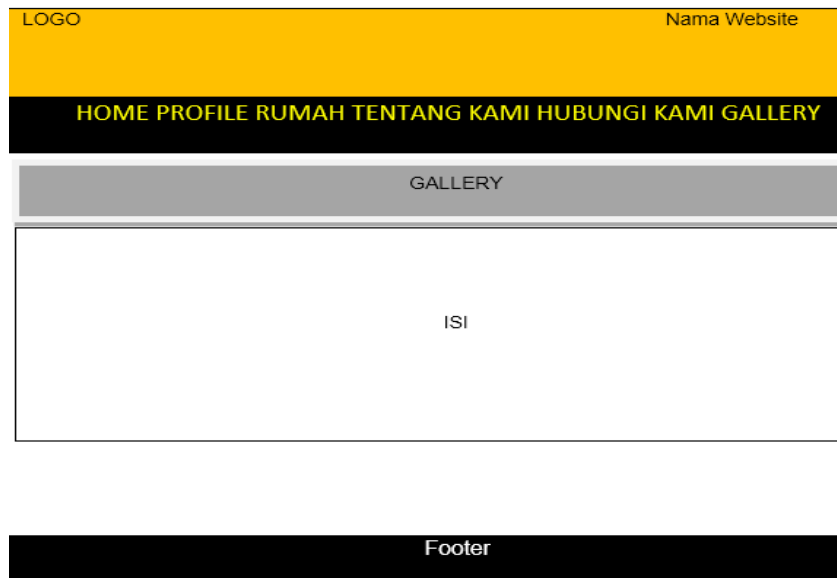 LOGO Nama Website
HOME PROFILE RUMAH TENTANG KAMI HUBUNGI KAMI GALLERY
GALLERY
ISI
Footer